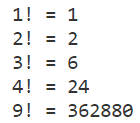 1! = 1
2! = 2
3! = 6
4! = 24
9! = 362880